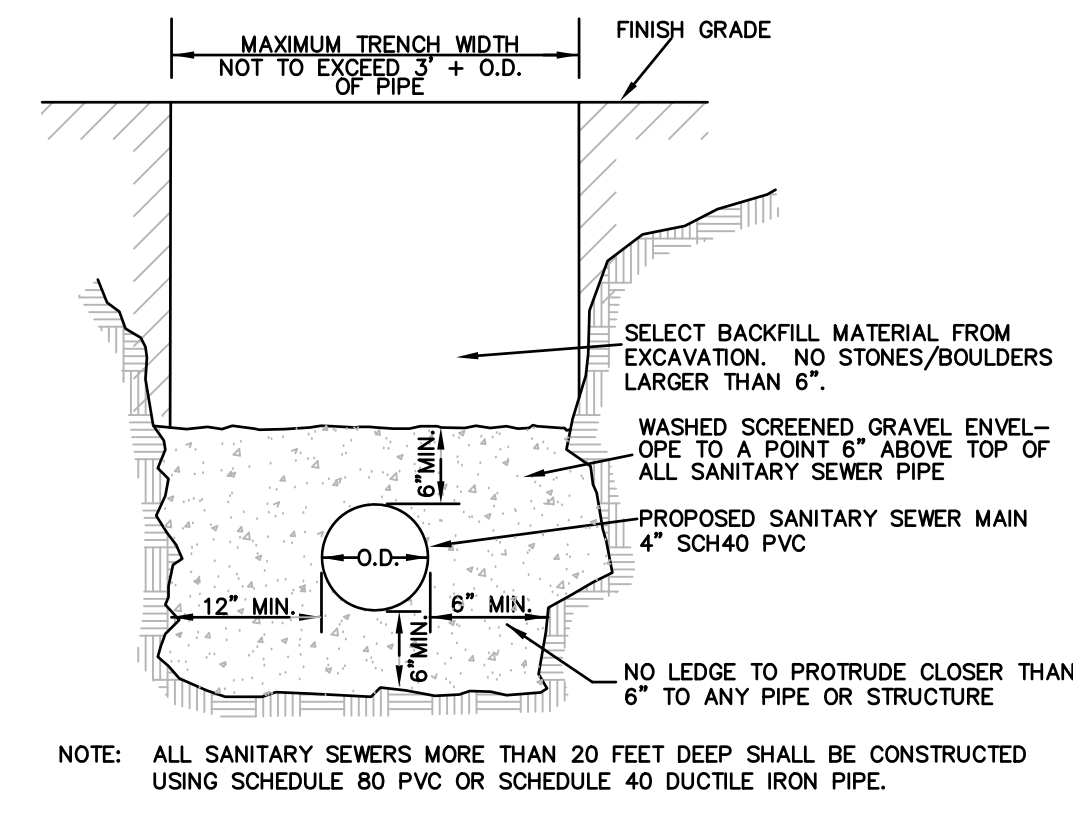 FINISH GRADE
MAXIMUM TRENCH WIDTH
NOT TO EXCEED 3' + O.D.
OF PIPE
SELECT BACKFILL MATERIAL FROM
EXCAVATION. NO STONES/BOULDERS
LARGER THAN 6".
WASHED SCREENED GRAVEL ENVEL-
OPE TO A POINT 6" ABOVE TOP OF
ALL SANITARY SEWER PIPE
6"MIN.
PROPOSED SANITARY SEWER MAIN
4" SCH40 PVC
O.D.
12" MIN.
6" MIN.
6"MIN.
NO LEDGE TO PROTRUDE CLOSER THAN
6" TO ANY PIPE OR STRUCTURE
NOTE: ALL SANITARY SEWERS MORE THAN 20 FEET DEEP SHALL BE CONSTRUCTED
USING SCHEDULE 80 PVC OR SCHEDULE 40 DUCTILE IRON PIPE.